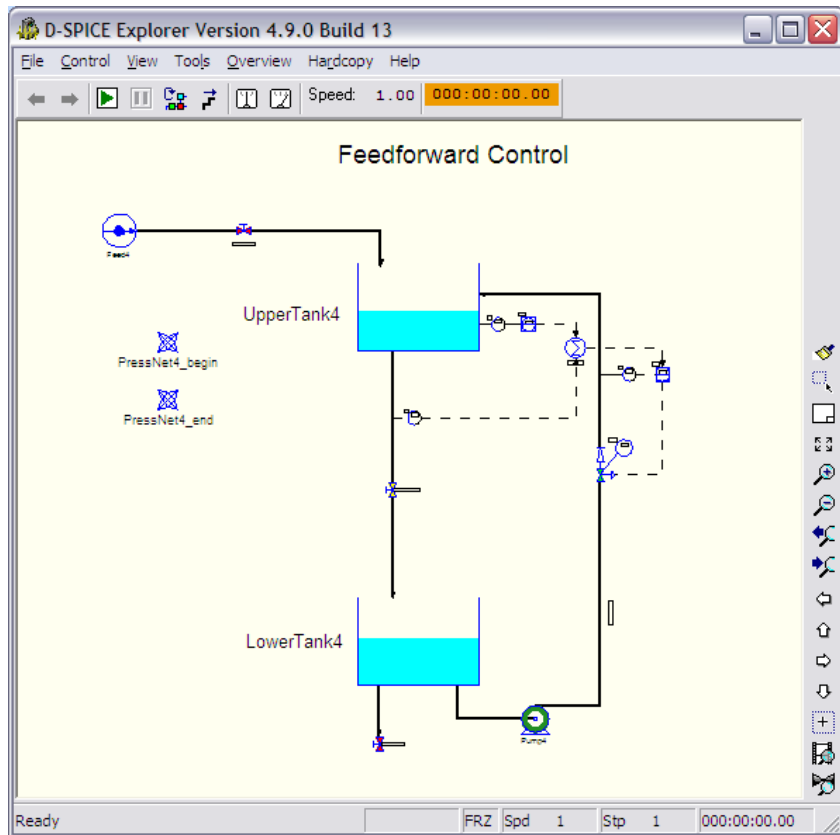 D-SPICE Explorer Version 4.9.0 Build 13
File Control View Tools Overview Hardcopy Help
Speed: 1.00 000:00:00.00
Feedforward Control
Feed4
UpperTank4
PressNet4_begin
PressNet4_end
LowerTank4
Pump4
Ready FRZ Spd 1 Stp 1 000:00:00.00